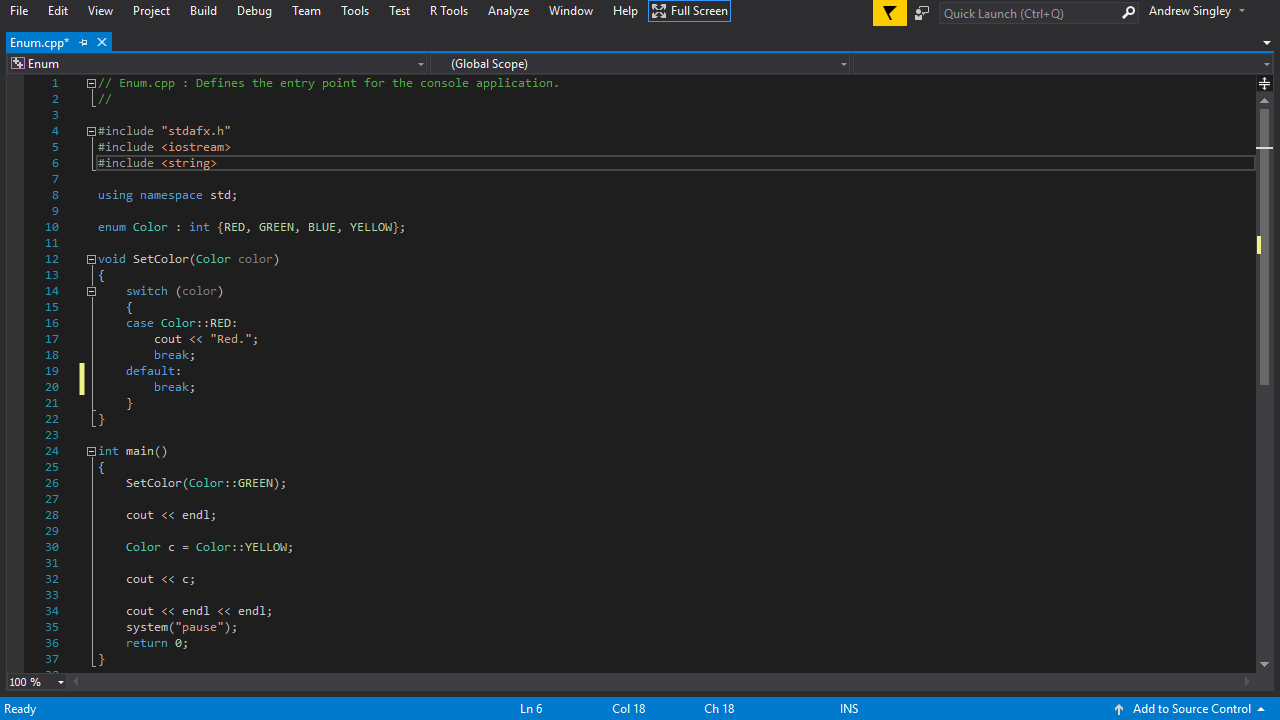 File Edit View Project Build Debug Team Tools Test R Tools Analyze Window Help Full Screen Quick Launch (Ctrl+Q) Andrew Singley
Enum.cpp*
Enum (Global Scope)
1 // Enum.cpp : Defines the entry point for the console application.
2 //
3
4 #include "stdafx.h"
5 #include <iostream>
6 #include <string>
7
8 using namespace std;
9
10 enum Color : int {RED, GREEN, BLUE, YELLOW};
11
12 void SetColor(Color color)
13 {
14 switch (color)
15 {
16 case Color::RED:
17 cout << "Red.";
18 break;
19 default:
20 break;
21 }
22 }
23
24 int main()
25 {
26 SetColor(Color::GREEN);
27
28 cout << endl;
29
30 Color c = Color::YELLOW;
31
32 cout << c;
33
34 cout << endl << endl;
35 system("pause");
36 return 0;
37 }
100 %
Ready Ln 6 Col 18 Ch 18 INS Add to Source Control